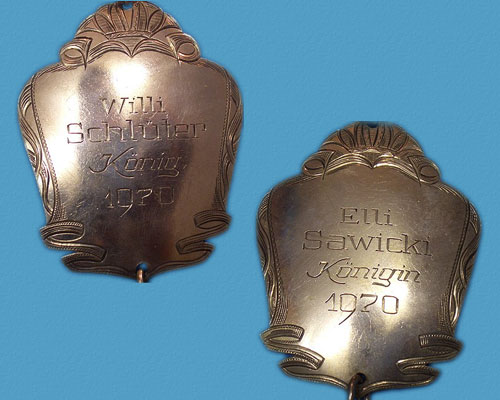 Willi
Schlüter
König
1970
Elli
Sawicki
Königin
1970